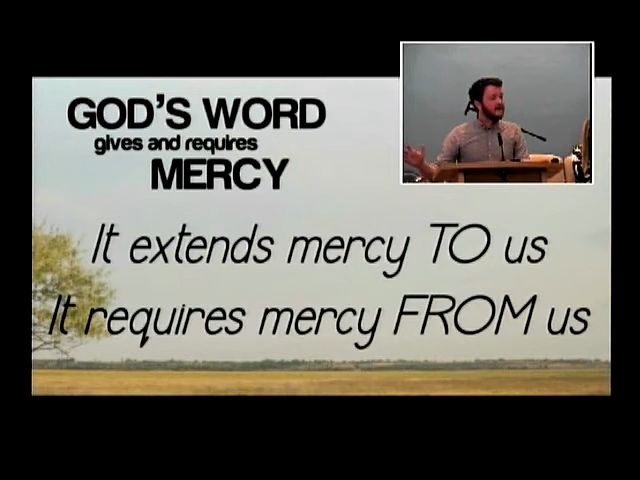 GOD'S WORD
gives and requires
MERCY
It extends mercy TO us
It requires mercy FROM us